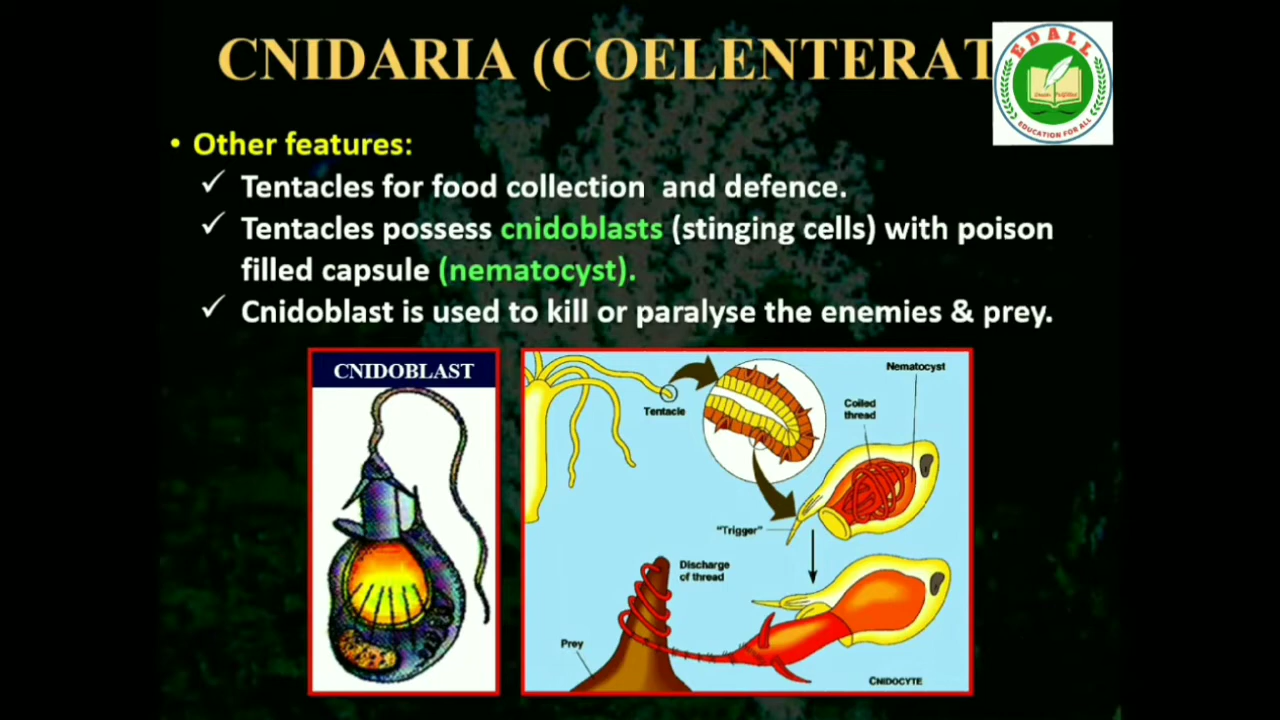 CNIDARIA (COELENTERAT
EDALL
EDUCATION FOR ALL
• Other features:
✓ Tentacles for food collection and defence.
✓ Tentacles possess cnidoblasts (stinging cells) with poison
filled capsule (nematocyst).
✓ Cnidoblast is used to kill or paralyse the enemies & prey.
CNIDOBLAST
Nematocyst
Coiled
thread
Tentacle
"Trigger"
Discharge
of thread
Prey
CNIDOCYTE